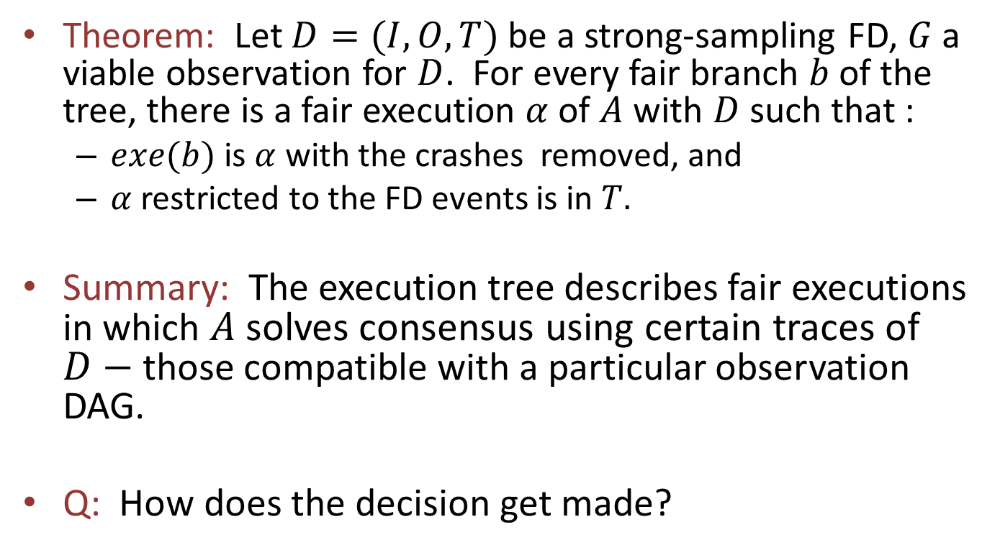 • Theorem: Let D = (I, O, T) be a strong-sampling FD, G a
viable observation for D. For every fair branch b of the
tree, there is a fair execution α of A with D such that :
– exe(b) is α with the crashes removed, and
– α restricted to the FD events is in T.
• Summary: The execution tree describes fair executions
in which A solves consensus using certain traces of
D – those compatible with a particular observation
DAG.
• Q: How does the decision get made?